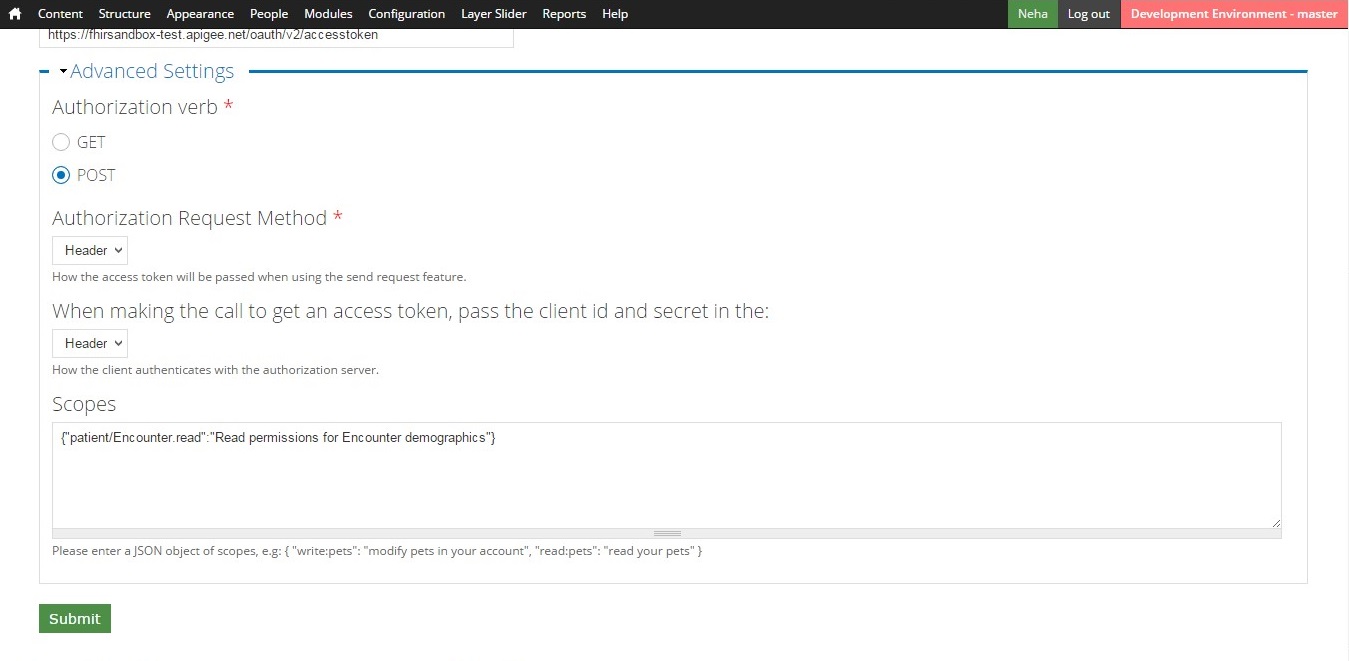 Content Structure Appearance People Modules Configuration Layer Slider Reports Help Neha Log out Development Environment - master
https://fhirsandbox-test.apigee.net/oauth/v2/accesstoken
Advanced Settings
Authorization verb *
GET
POST
Authorization Request Method *
Header
How the access token will be passed when using the send request feature.
When making the call to get an access token, pass the client id and secret in the:
Header
How the client authenticates with the authorization server.
Scopes
{"patient/Encounter.read":"Read permissions for Encounter demographics"}
Please enter a JSON object of scopes, e.g: { "write:pets": "modify pets in your account", "read:pets": "read your pets" }
Submit